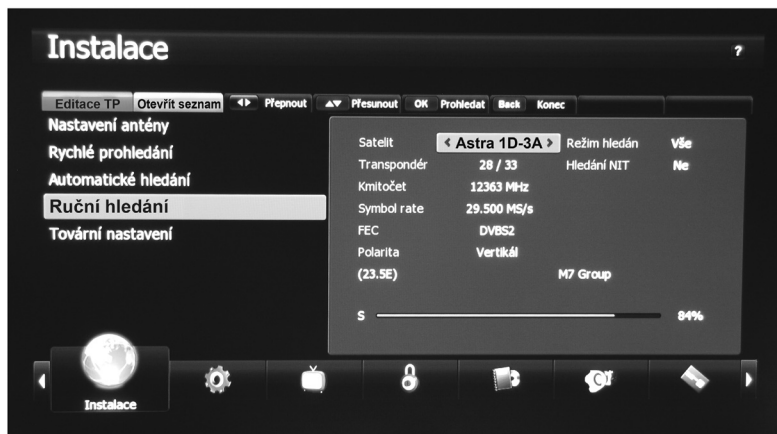 Instalace
?
Editace TP Otevřít seznam Přepnout Přesunout OK Prohledat Back Konec
Nastavení antény
Rychlé prohledání
Automatické hledání
Ruční hledání
Tovární nastavení
Satelit Astra 1D-3A Režim hledán Vše
Transpondér 28 / 33 Hledání NIT Ne
Kmitočet 12363 MHz
Symbol rate 29.500 MS/s
FEC DVBS2
Polarita Vertikál
(23.5E) M7 Group
S 84%
Instalace